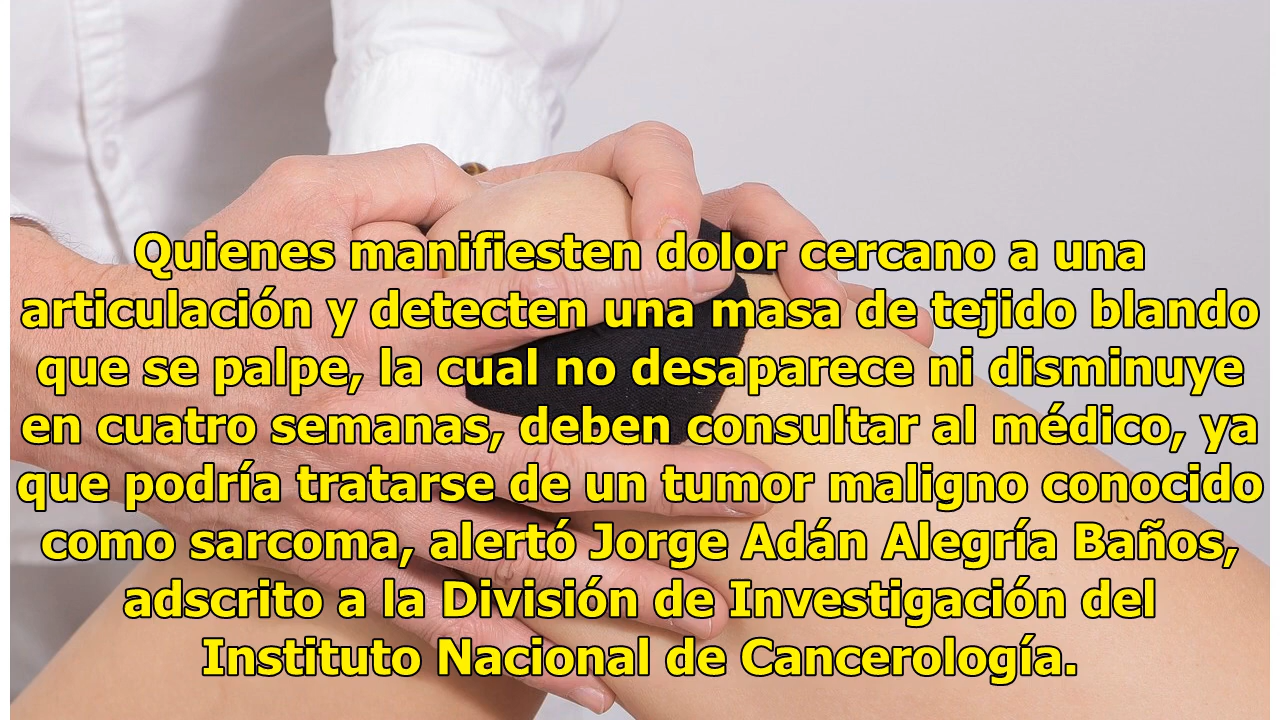 Quienes manifiesten dolor cercano a una
articulación y detecten una masa de tejido blando
que se palpe, la cual no desaparece ni disminuye
en cuatro semanas, deben consultar al médico, ya
que podría tratarse de un tumor maligno conocido
como sarcoma, alertó Jorge Adán Alegría Baños,
adscrito a la División de Investigación del
Instituto Nacional de Cancerología.